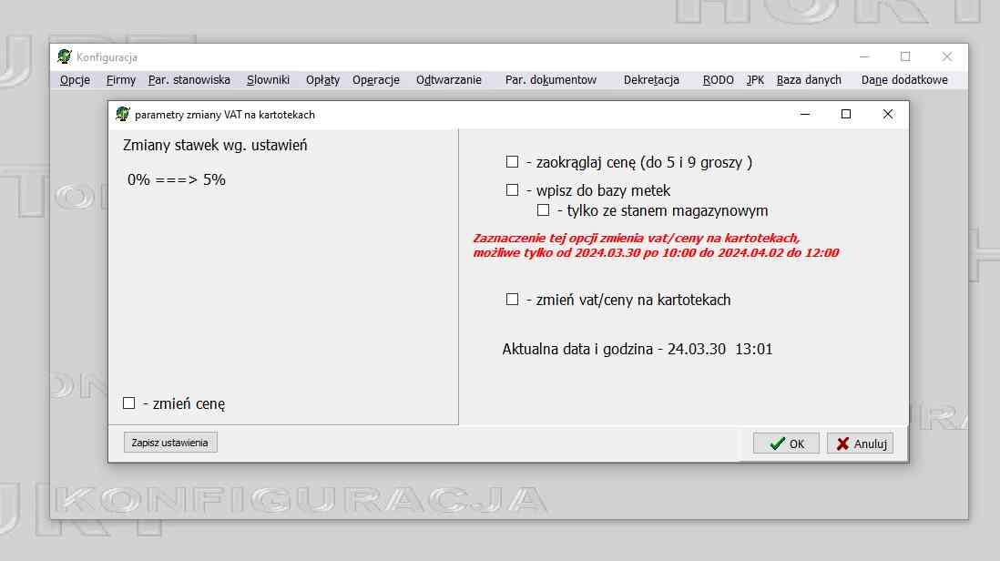 HURT
Konfiguracja
Opcje Firmy Par. stanowiska Slowniki Opłaty Operacje Odtwarzanie Par. dokumentow Dekretacja RODO JPK Baza danych Dane dodatkowe
parametry zmiany VAT na kartotekach
Zmiany stawek wg. ustawień
0% ===> 5%
- zaokrąglaj cenę (do 5 i 9 groszy )
- wpisz do bazy metek
- tylko ze stanem magazynowym
Zaznaczenie tej opcji zmienia vat/ceny na kartotekach,
możliwe tylko od 2024.03.30 po 10:00 do 2024.04.02 do 12:00
- zmień vat/ceny na kartotekach
Aktualna data i godzina - 24.03.30 13:01
- zmień cenę
Zapisz ustawienia
OK
Anuluj
KONFIGURACJA